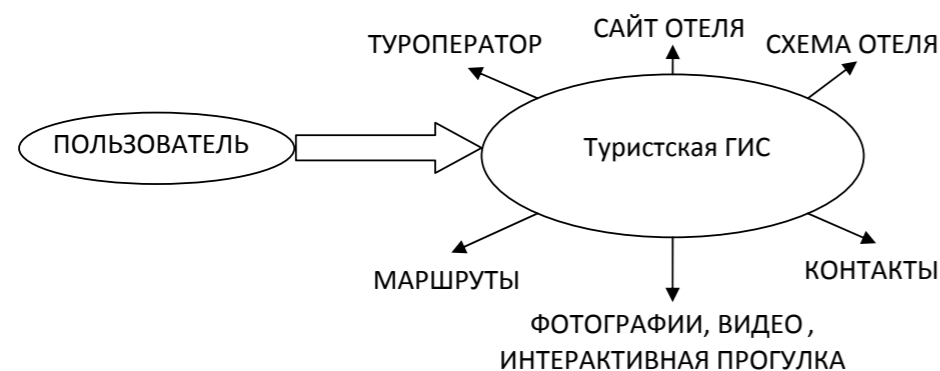 САЙТ ОТЕЛЯ
ТУРОПЕРАТОР
СХЕМА ОТЕЛЯ
ПОЛЬЗОВАТЕЛЬ
Туристская ГИС
МАРШРУТЫ
КОНТАКТЫ
ФОТОГРАФИИ, ВИДЕО ,
ИНТЕРАКТИВНАЯ ПРОГУЛКА